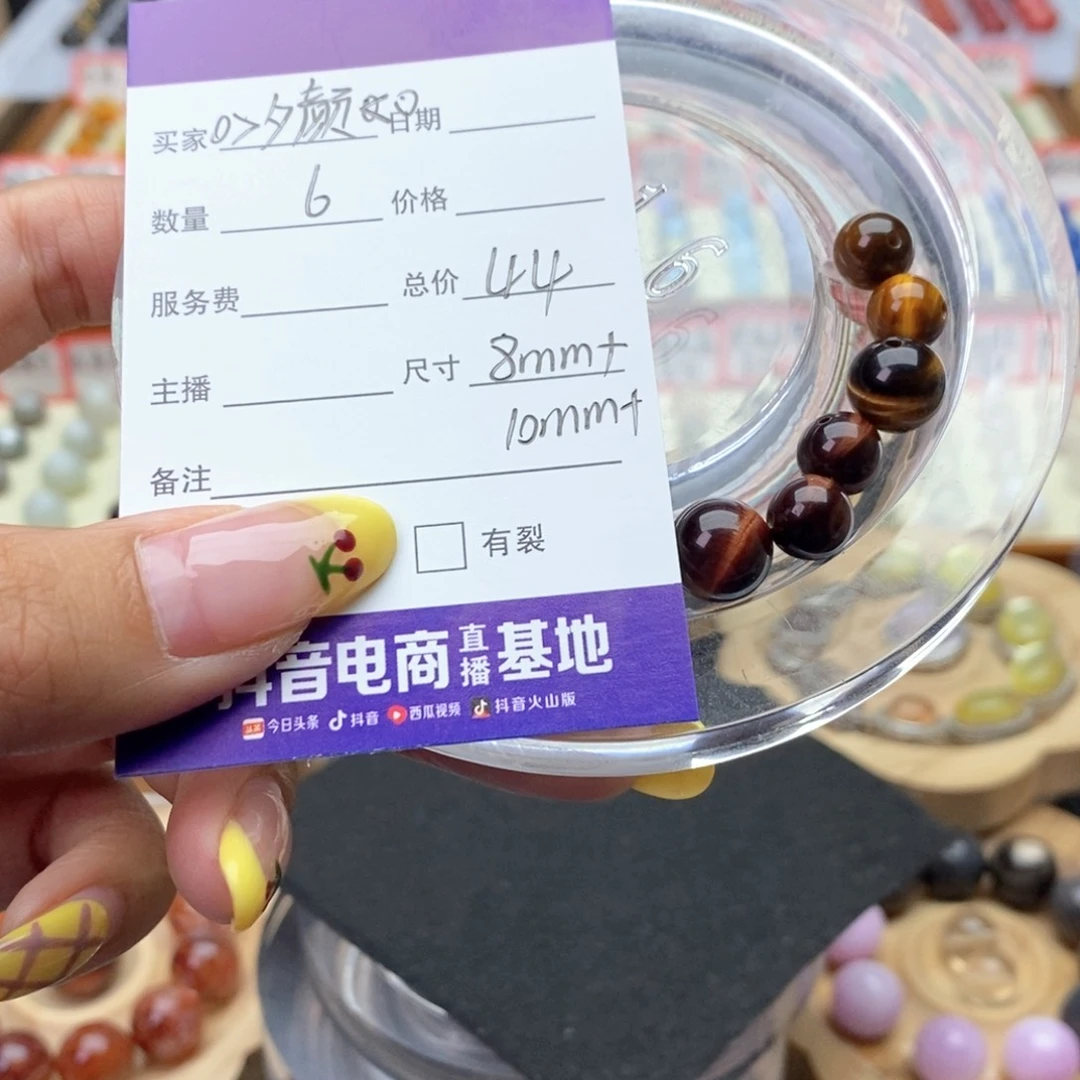 买家 0>夕颜 日期
数量 6 价格
服务费 总价 44
主播 尺寸 8mm+
10mm+
备注
有裂
抖音电商直播基地
今日头条 抖音 西瓜视频 抖音火山版